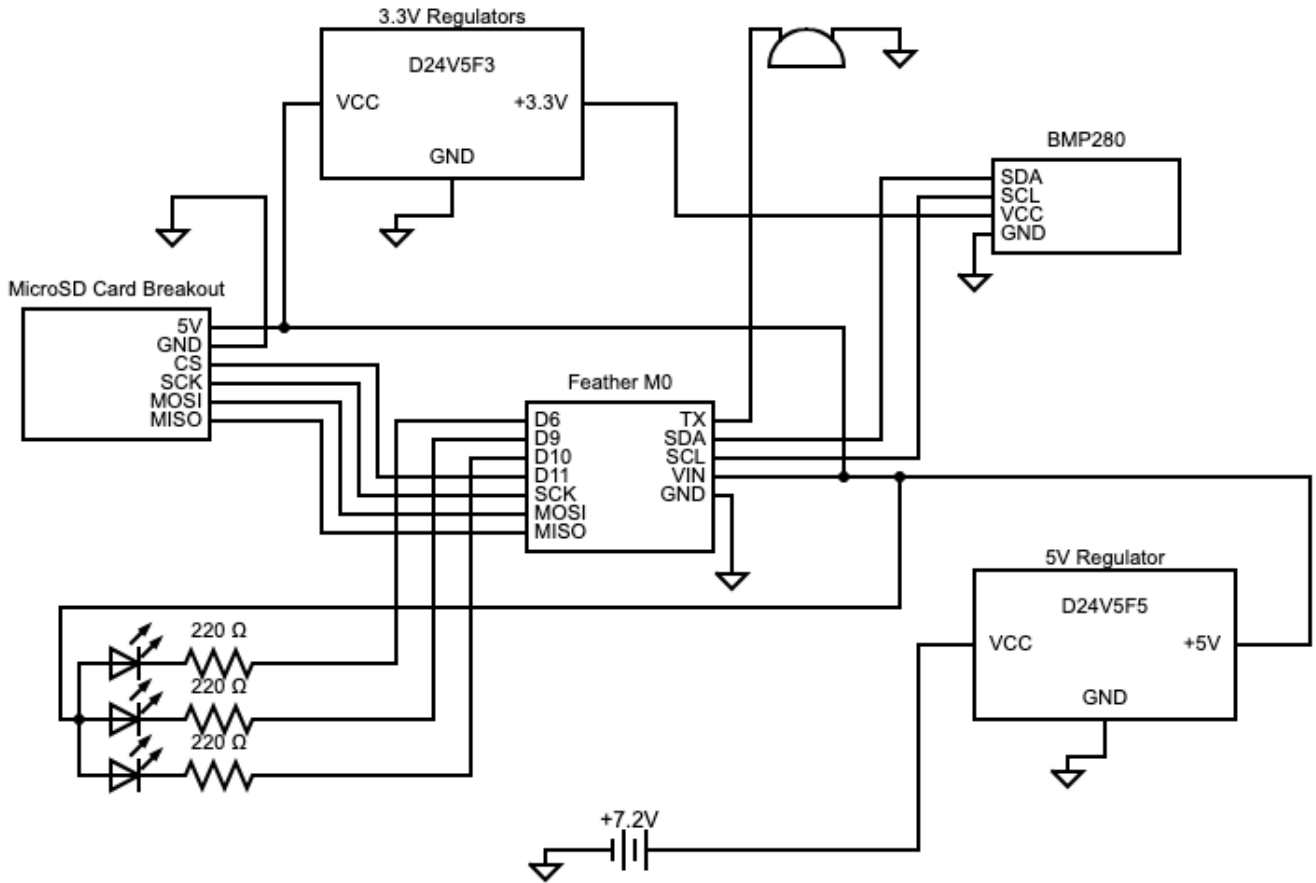 3.3V Regulators
D24V5F3
VCC
+3.3V
GND
BMP280
SDA
SCL
VCC
GND
MicroSD Card Breakout
5V
GND
CS
SCK
MOSI
MISO
Feather M0
D6
D9
D10
D11
SCK
MOSI
MISO
TX
SDA
SCL
VIN
GND
5V Regulator
D24V5F5
VCC
+5V
GND
220 Ω
220 Ω
220 Ω
+7.2V